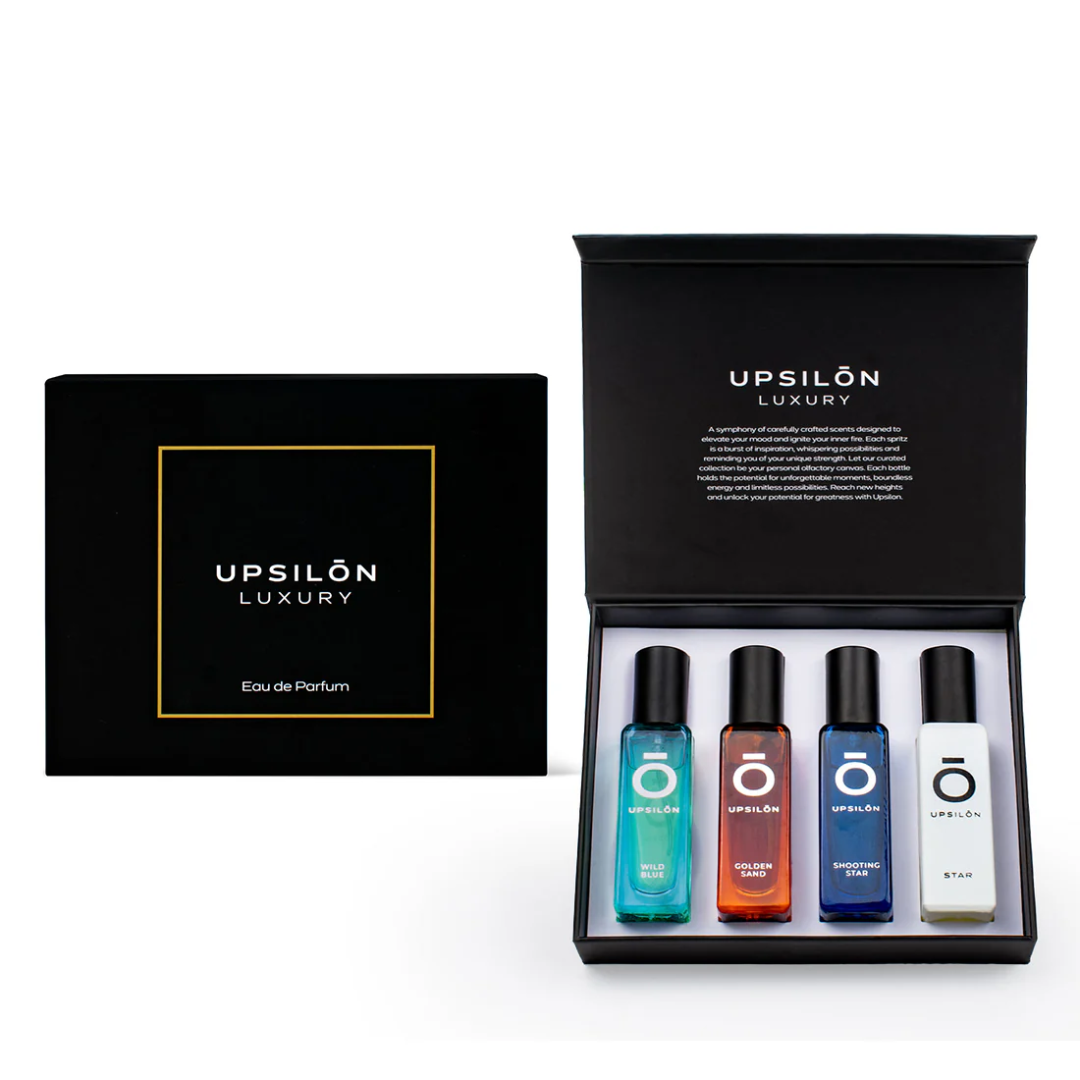 UPSILŌN
LUXURY
Eau de Parfum
UPSILŌN
LUXURY
A symphony of carefully crafted scents designed to
elevate your mood and ignite your inner fire. Each spritz
is a burst of inspiration, whispering possibilities and
reminding you of your unique strength. Let our curated
collection be your personal olfactory canvas. Each bottle
holds the potential for unforgettable moments, boundless
energy and limitless possibilities. Reach new heights
and unlock your potential for greatness with Upsilon.
Ō
UPSILŌN
WILD
BLUE
Ō
UPSILŌN
GOLDEN
SAND
Ō
UPSILŌN
SHOOTING
STAR
Ō
UPSILŌN
STAR